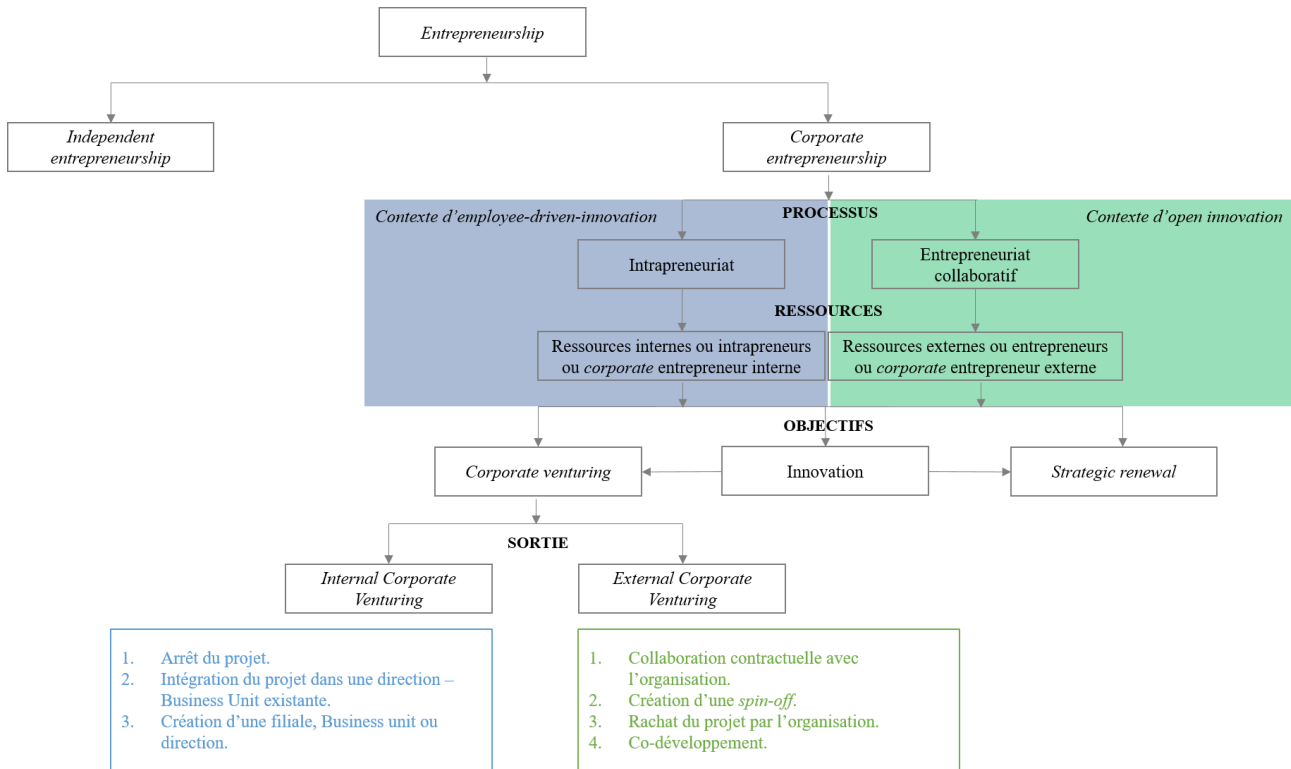 Entrepreneurship
Independent
entrepreneurship
Corporate
entrepreneurship
Contexte d’employee-driven-innovation
PROCESSUS
Contexte d’open innovation
Intrapreneuriat
Entrepreneuriat
collaboratif
RESSOURCES
Ressources internes ou intrapreneurs
ou corporate entrepreneur interne
Ressources externes ou entrepreneurs
ou corporate entrepreneur externe
OBJECTIFS
Corporate venturing
Innovation
Strategic renewal
SORTIE
Internal Corporate
Venturing
External Corporate
Venturing
1. Arrêt du projet.
2. Intégration du projet dans une direction –
Business Unit existante.
3. Création d’une filiale, Business unit ou
direction.
1. Collaboration contractuelle avec
l’organisation.
2. Création d’une spin-off.
3. Rachat du projet par l’organisation.
4. Co-développement.